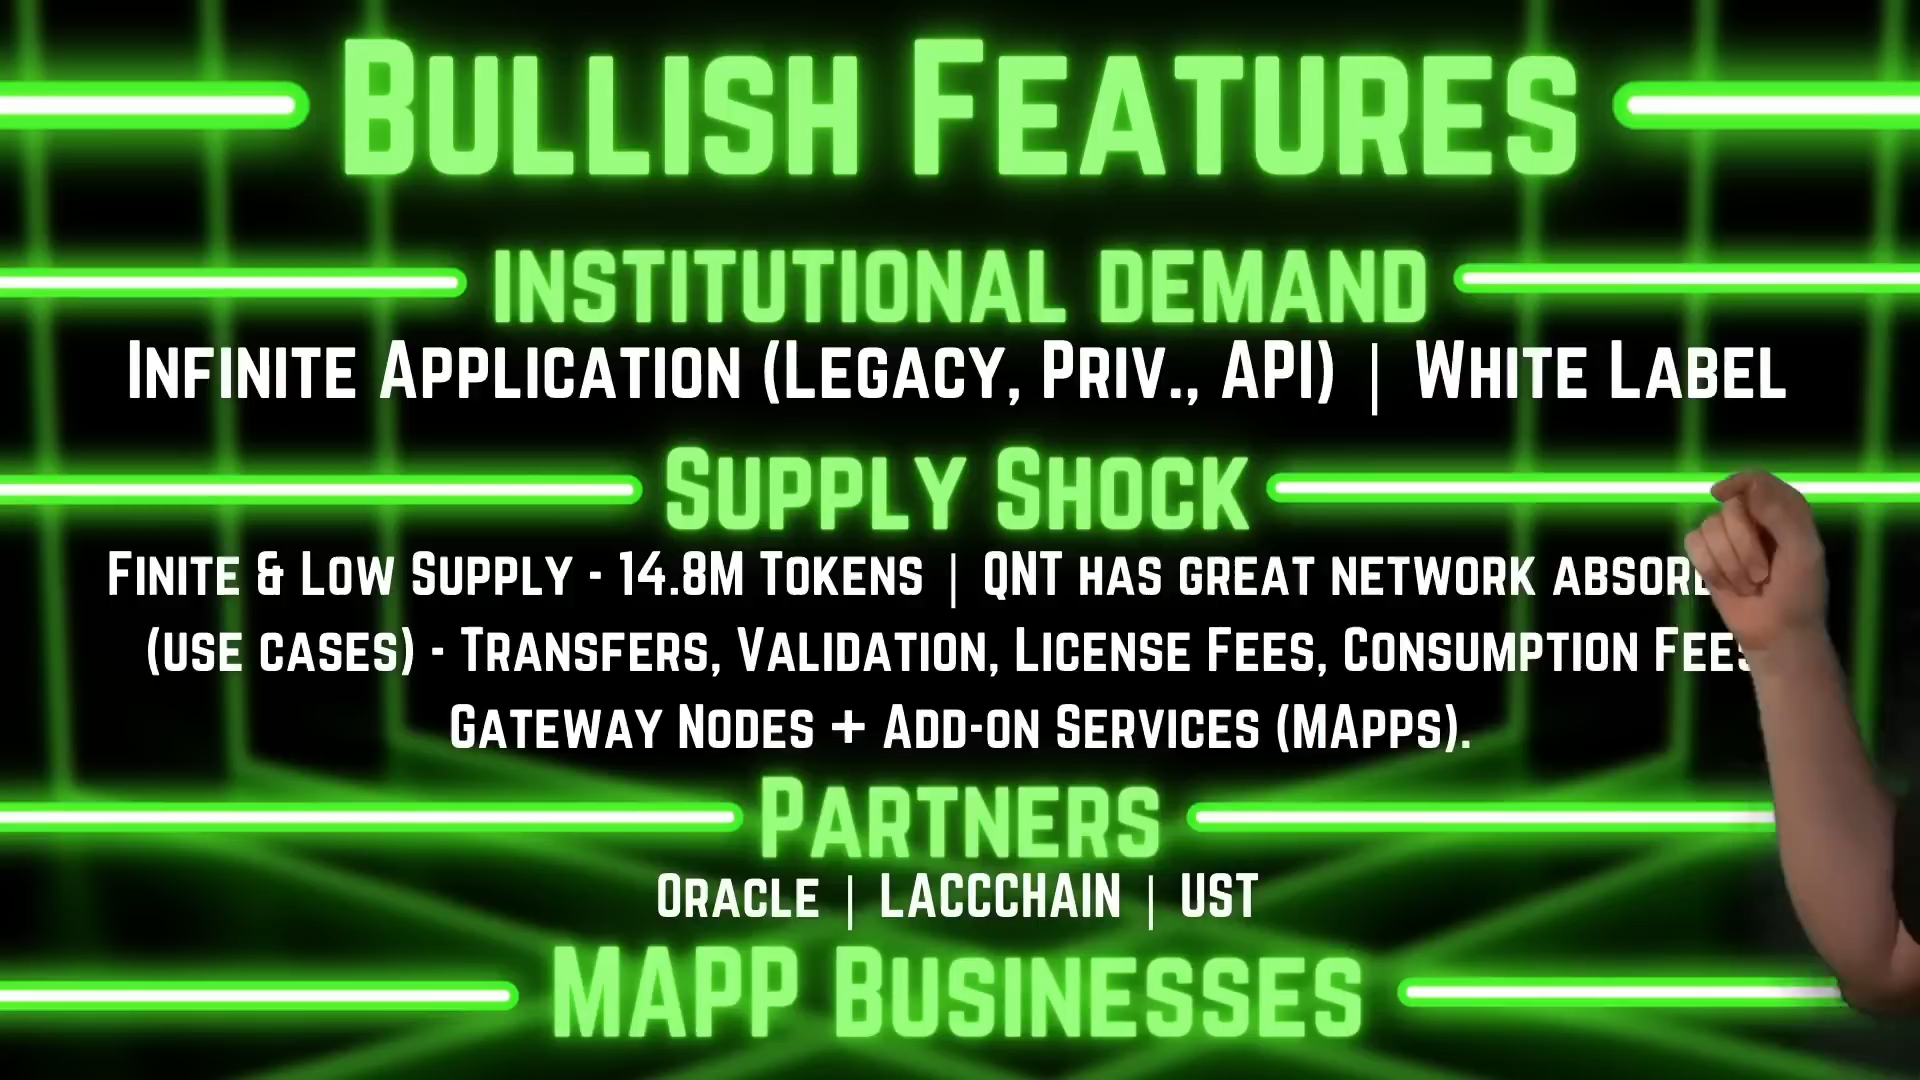 Bullish Features
Institutional Demand
Infinite Application (Legacy, Priv., API) | White Label
Supply Shock
Finite & Low Supply - 14.8M Tokens | QNT has great network
(use cases) - Transfers, Validation, License Fees, Consumption Fees
Gateway Nodes + Add-on Services (MApps).
Partners
Oracle | LACCCHAIN | UST
MAPP Businesses